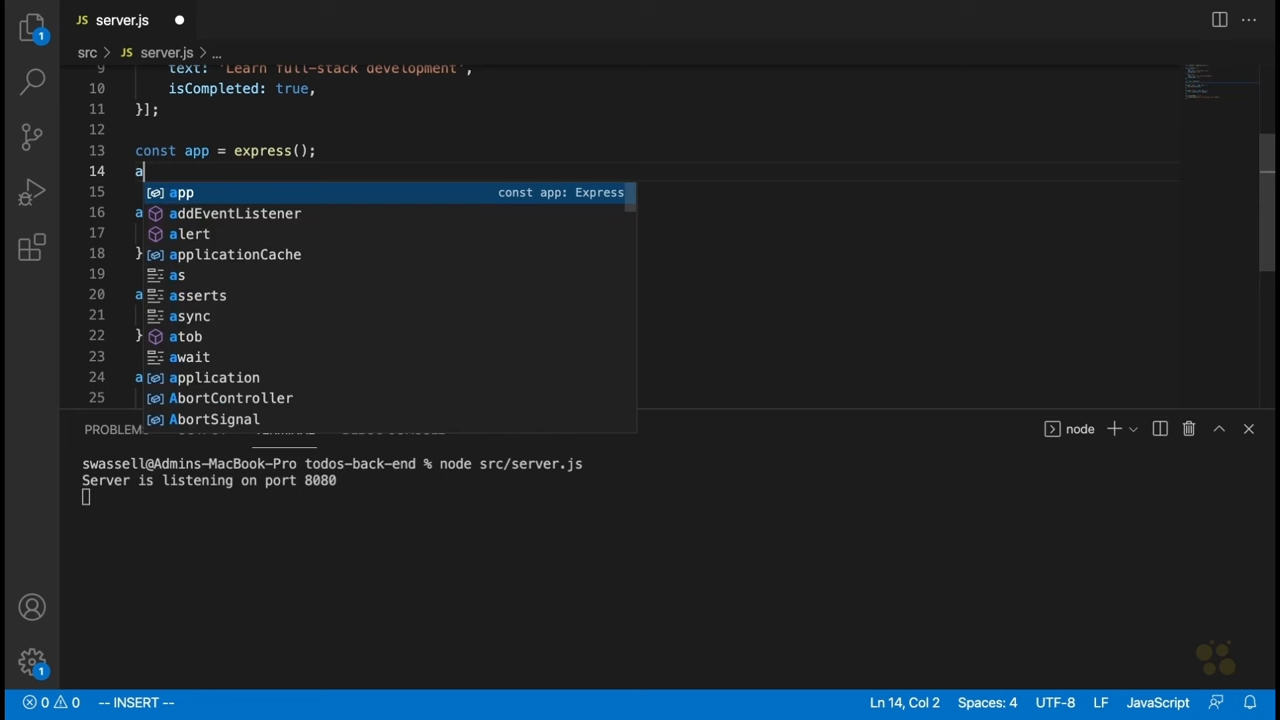 1
JS server.js
src > JS server.js > ...
9 text: 'Learn full-stack development',
10 isCompleted: true,
11 }];
12
13 const app = express();
14 a
15 app const app: Express
addEventListener
16 a
17 alert
18 } applicationCache
19 as
20 a asserts
21 async
22 } atob
23 await
24 a application
25 AbortController
AbortSignal
PROBLEMS
node
swassell@Admins-MacBook-Pro todos-back-end % node src/server.js
Server is listening on port 8080
1
0 0 -- INSERT -- Ln 14, Col 2 Spaces: 4 UTF-8 LF JavaScript